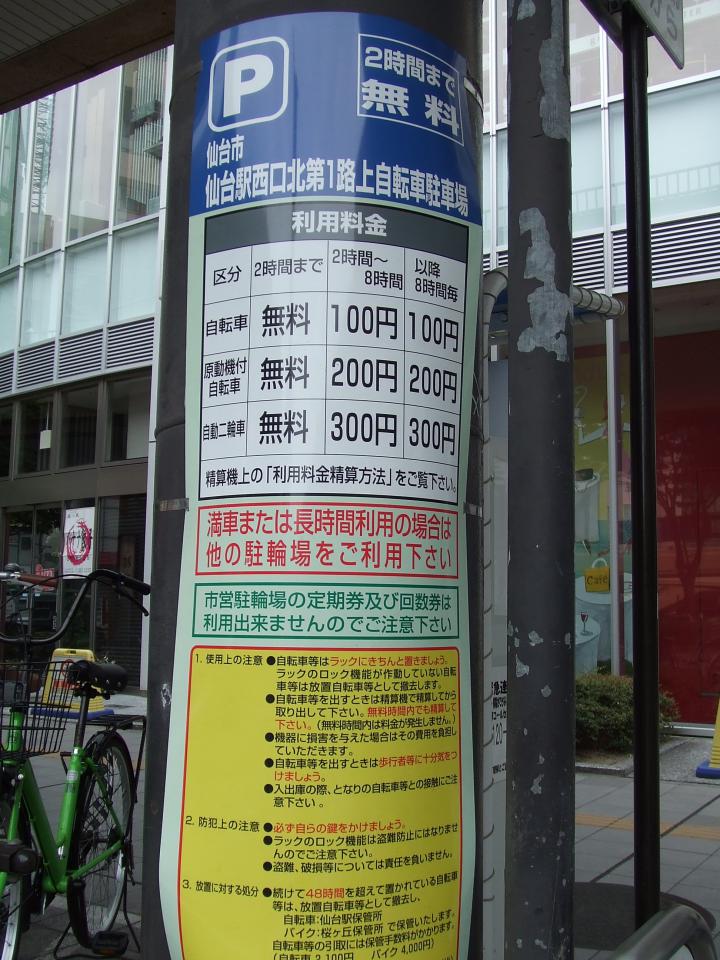 P
2時間まで
無料
仙台市
仙台駅西口北第1路上自転車駐車場
利用料金
区分 2時間まで 2時間〜8時間 以降8時間毎
自転車 無料 100円 100円
原動機付自転車 無料 200円 200円
自動二輪車 無料 300円 300円
精算機上の「利用料金精算方法」をご覧下さい。
満車または長時間利用の場合は
他の駐輪場をご利用下さい
市営駐輪場の定期券及び回数券は
利用出来ませんのでご注意下さい
1. 使用上の注意 ●自転車等はラックにきちんと置きましょう。
ラックのロック機能が作動していない自転
車等は放置自転車等として撤去します。
●自転車等を出すときは精算機で精算してから
取り出して下さい。無料時間内でも精算して
下さい。(無料時間内は料金が発生しません。)
●機器に損害を与えた場合はその費用を負担し
ていただきます。
●自転車等を出すときは歩行者等に十分気をつ
けましょう。
●入出庫の際、となりの自転車等との接触にご注
意下さい。
2. 防犯上の注意 ●必ず自らの鍵をかけましょう。
●ラックのロック機能は盗難防止にはなりませ
んのでご注意下さい。
●盗難、破損等については責任を負いません。
3. 放置に対する処分 ●続けて48時間を超えて置かれている自転車
等は、放置自転車等として撤去し、
自転車:仙台駅保管所
バイク:桜ヶ丘保管所 で保管いたします。
自転車等の引取には保管手数料がかかります。
(自転車 2,100円 バイク 4,000円)
Cafe